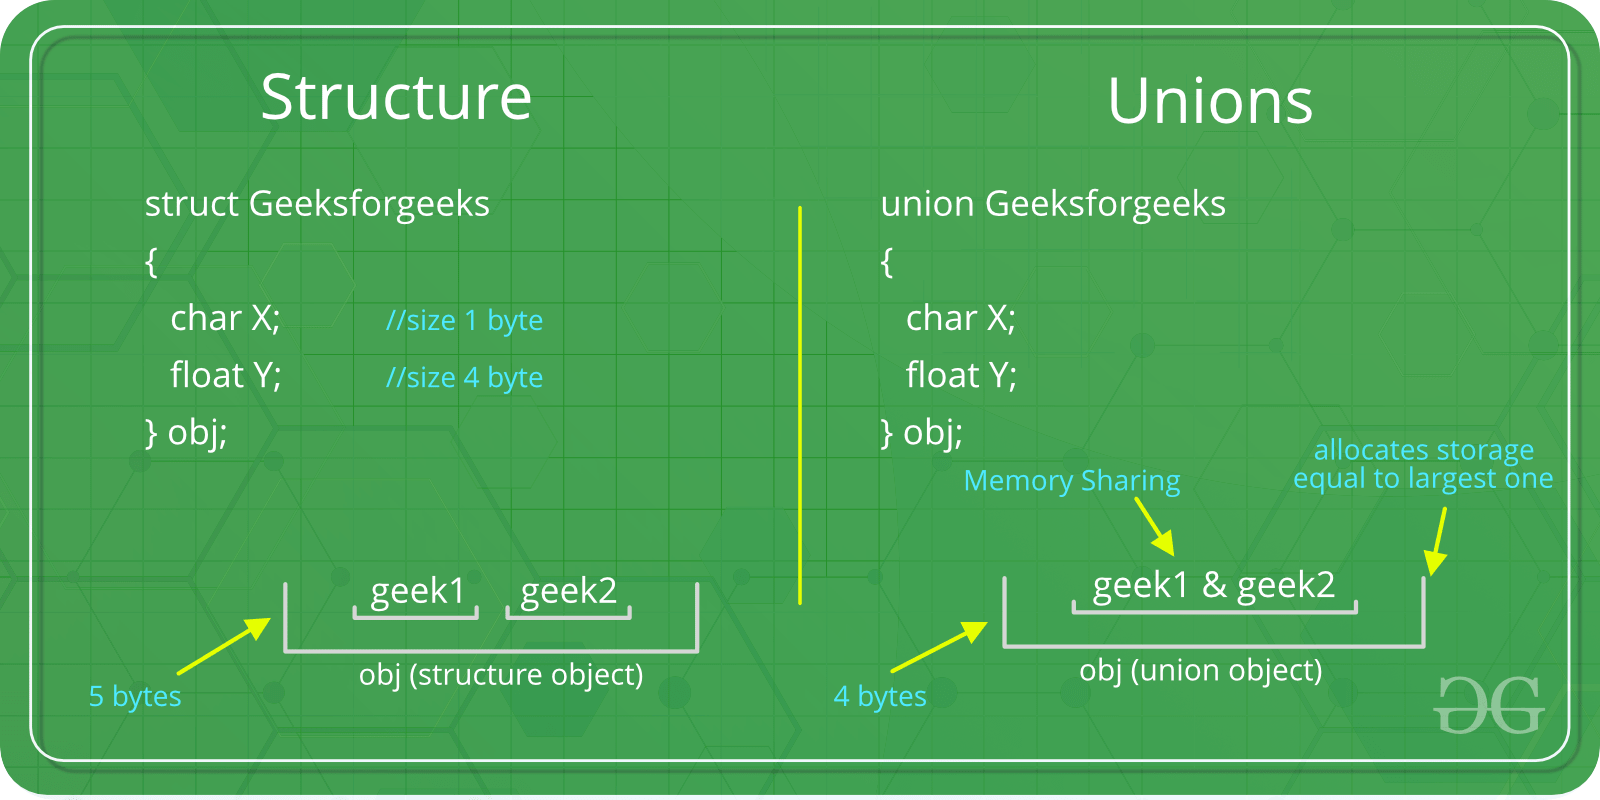 Structure
struct Geeksforgeeks
{
char X; //size 1 byte
float Y; //size 4 byte
} obj;
geek1 geek2
obj (structure object)
5 bytes
Unions
union Geeksforgeeks
{
char X;
float Y;
} obj;
Memory Sharing
allocates storage
equal to largest one
geek1 & geek2
obj (union object)
4 bytes
GG